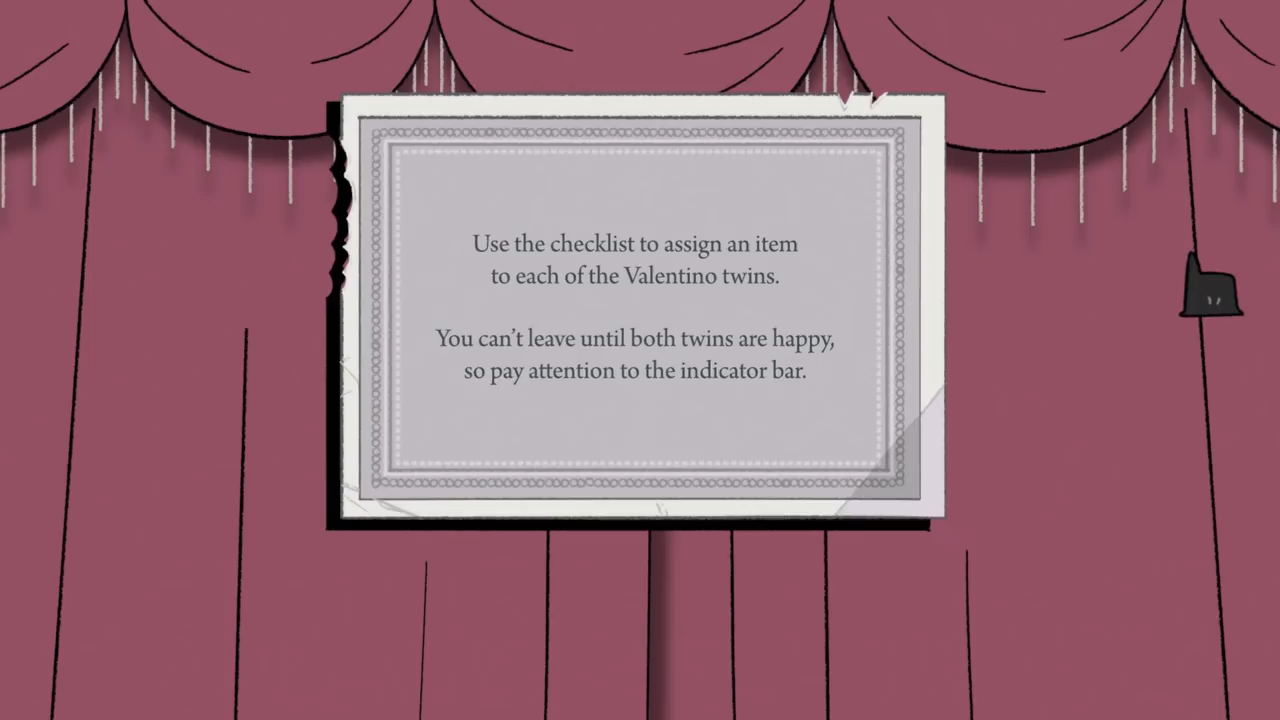 Use the checklist to assign an item
to each of the Valentino twins.
You can't leave until both twins are happy,
so pay attention to the indicator bar.